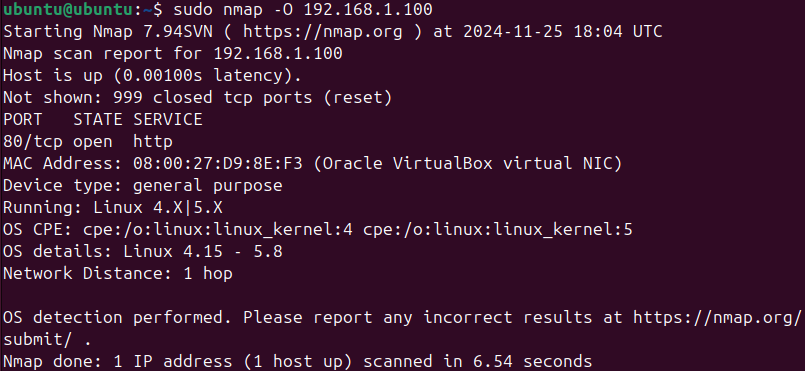 ubuntu@ubuntu:~$ sudo nmap -O 192.168.1.100
Starting Nmap 7.94SVN ( https://nmap.org ) at 2024-11-25 18:04 UTC
Nmap scan report for 192.168.1.100
Host is up (0.00100s latency).
Not shown: 999 closed tcp ports (reset)
PORT   STATE SERVICE
80/tcp open  http
MAC Address: 08:00:27:D9:8E:F3 (Oracle VirtualBox virtual NIC)
Device type: general purpose
Running: Linux 4.X|5.X
OS CPE: cpe:/o:linux:linux_kernel:4 cpe:/o:linux:linux_kernel:5
OS details: Linux 4.15 - 5.8
Network Distance: 1 hop

OS detection performed. Please report any incorrect results at https://nmap.org/
submit/ .
Nmap done: 1 IP address (1 host up) scanned in 6.54 seconds